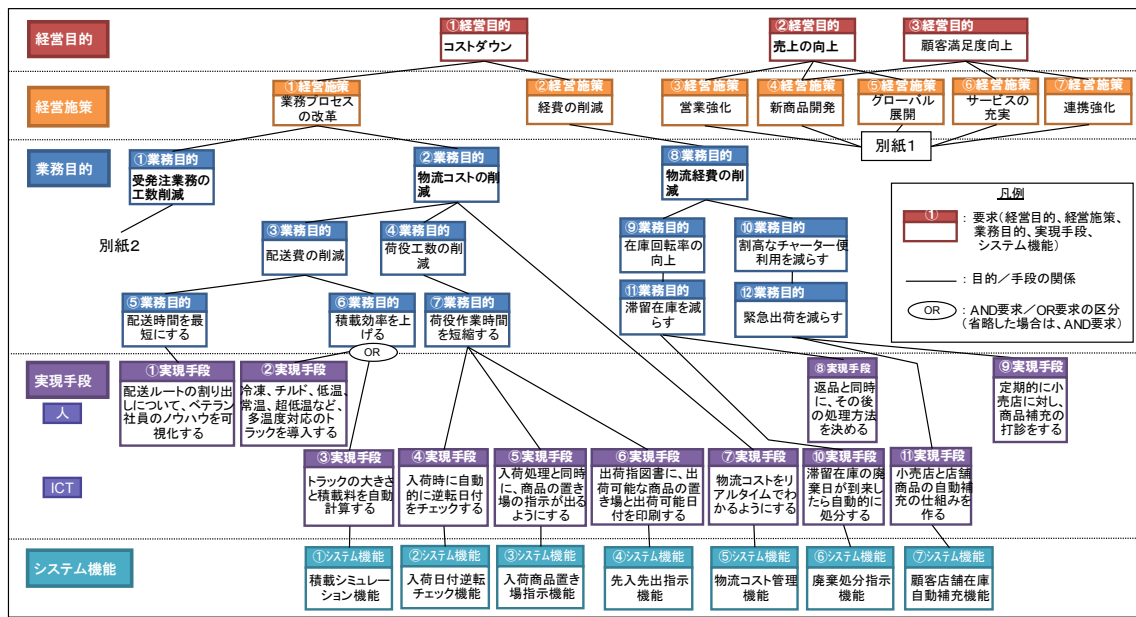 経営目的
①経営目的
コストダウン
②経営目的
売上の向上
③経営目的
顧客満足度向上
経営施策
①経営施策
業務プロセス
の改革
②経営施策
経費の削減
③経営施策
営業強化
④経営施策
新商品開発
⑤経営施策
グローバル
展開
⑥経営施策
サービスの
充実
⑦経営施策
連携強化
別紙1
業務目的
①業務目的
受発注業務の
工数削減
②業務目的
物流コストの削
減
⑧業務目的
物流経費の削
減
別紙2
③業務目的
配送費の削減
④業務目的
荷役工数の削
減
⑨業務目的
在庫回転率の
向上
⑩業務目的
割高なチャーター便
利用を減らす
⑤業務目的
配送時間を最
短にする
⑥業務目的
積載効率を上
げる
⑦業務目的
荷役作業時間
を短縮する
⑪業務目的
滞留在庫を減
らす
⑫業務目的
緊急出荷を減らす
凡例
①
：要求(経営目的、経営施策、
業務目的、実現手段、
システム機能)
：目的／手段の関係
OR
：AND要求／OR要求の区分
(省略した場合は、AND要求)
OR
実現手段
人
①実現手段
配送ルートの割り出
しについて、ベテラン
社員のノウハウを可
視化する
②実現手段
冷凍、チルド、低温、
常温、超低温など、
多温度対応のト
ラックを導入する
⑧実現手段
返品と同時
に、その後
の処理方法
を決める
⑨実現手段
定期的に小
売店に対し、
商品補充の
打診をする
ICT
③実現手段
トラックの大きさ
と積載料を自動
計算する
④実現手段
入荷時に自動
的に逆転日付
をチェックする
⑤実現手段
入荷処理と同時
に、商品の置き
場の指示が出る
ようにする
⑥実現手段
出荷指図書に、出
荷可能な商品の置
き場と出荷可能日
付を印刷する
⑦実現手段
物流コストをリ
アルタイムでわ
かるようにする
⑩実現手段
滞留在庫の廃
棄日が到来し
たら自動的に
処分する
⑪実現手段
小売店と店舗
商品の自動補
充の仕組みを
作る
システム機能
①システム機能
積載シミュレー
ション機能
②システム機能
入荷日付逆転
チェック機能
③システム機能
入荷商品置き
場指示機能
④システム機能
先入先出指示
機能
⑤システム機能
物流コスト管理
機能
⑥システム機能
廃棄処分指示
機能
⑦システム機能
顧客店舗在庫
自動補充機能